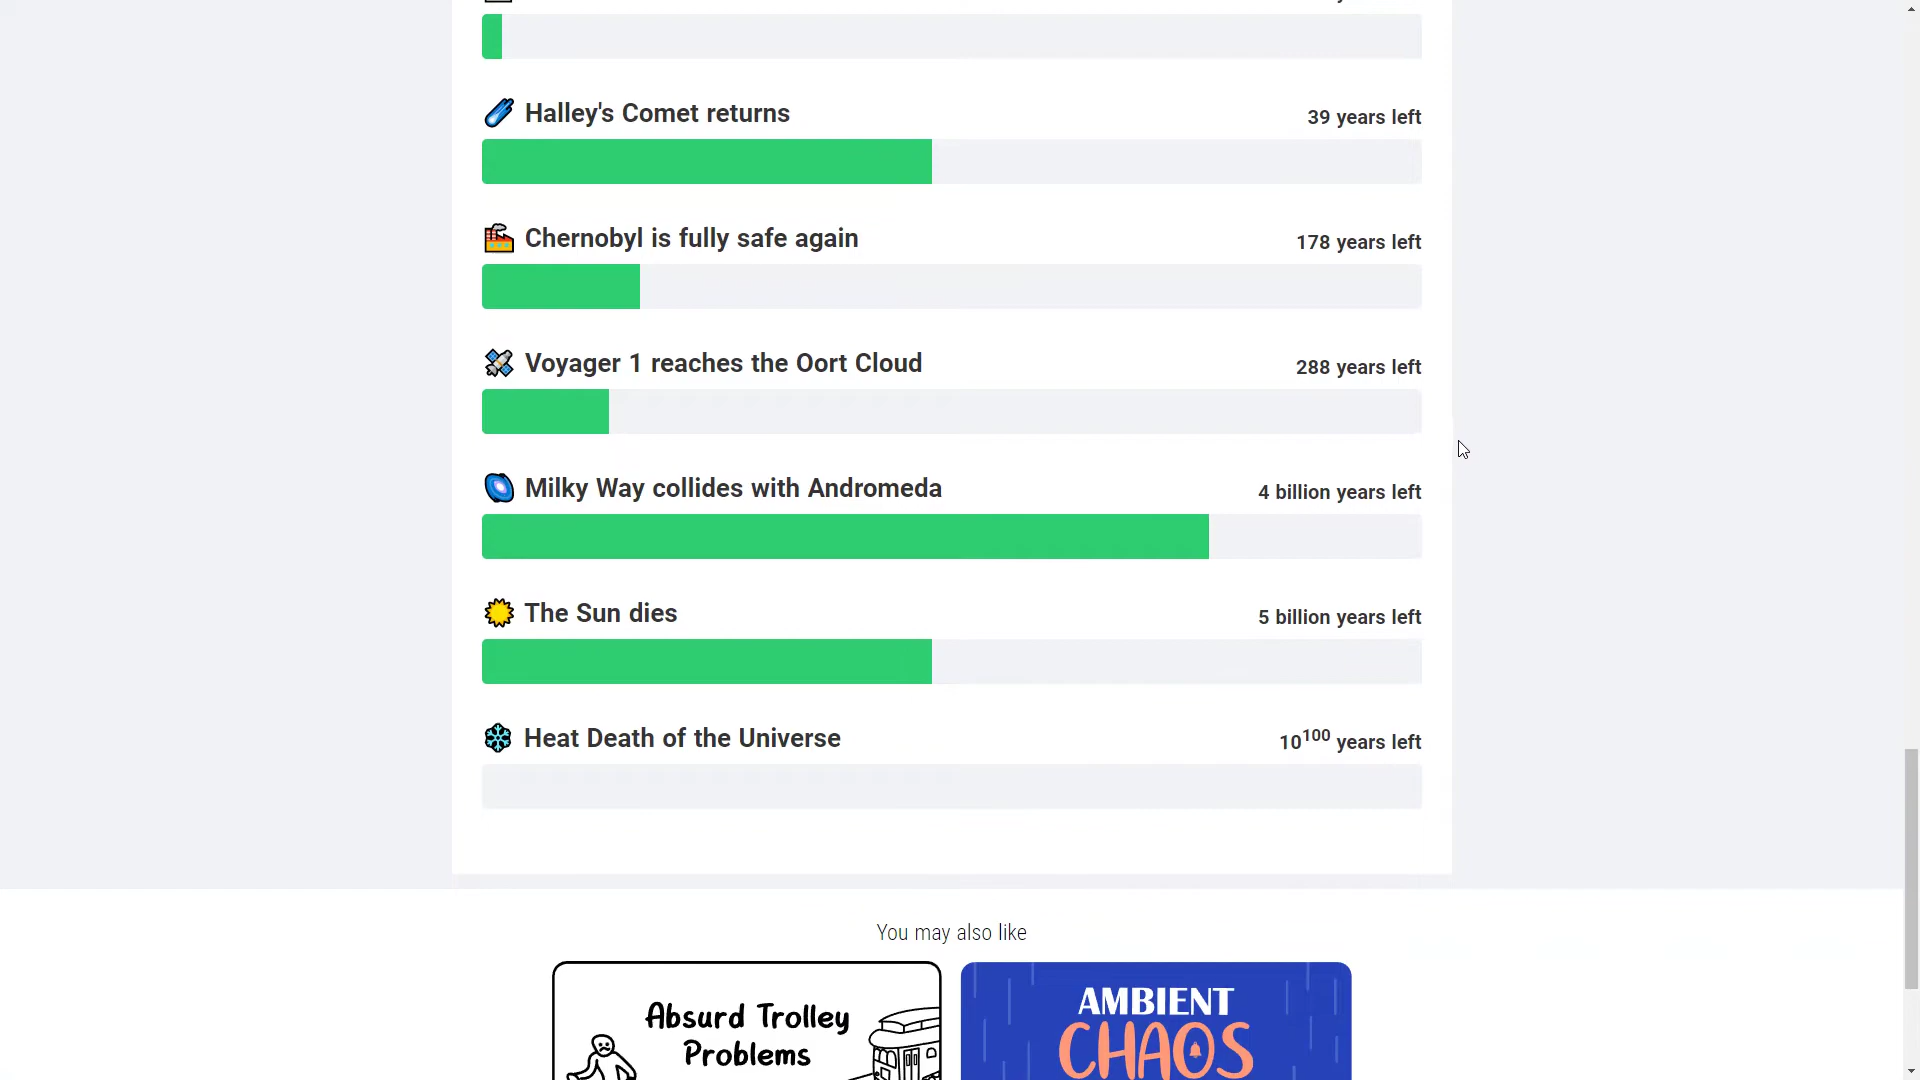 Halley's Comet returns
39 years left
Chernobyl is fully safe again
178 years left
Voyager 1 reaches the Oort Cloud
288 years left
Milky Way collides with Andromeda
4 billion years left
The Sun dies
5 billion years left
Heat Death of the Universe
10¹⁰⁰ years left
You may also like
Absurd Trolley
Problems
AMBIENT
CHAOS